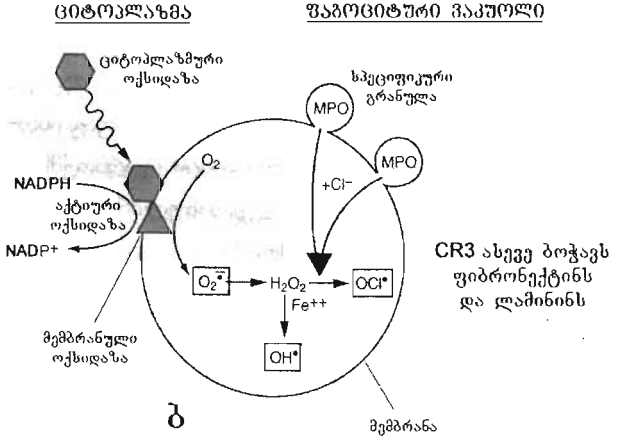 ციტოპლაზმა
ფაგოციტური ვაკუოლი
ციტოპლაზმური
ოქსიდაზა
სპეციფიკური
გრანულა
MPO
MPO
O₂
+Cl⁻
NADPH
აქტიური
ოქსიდაზა
NADP⁺
CR3 ასევე ბოჭავს
ფიბრონექტინს
და ლამინინს
O₂⁻•
H₂O₂
OCl•
Fe⁺⁺
OH•
მემბრანული
ოქსიდაზა
ბ
მემბრანა